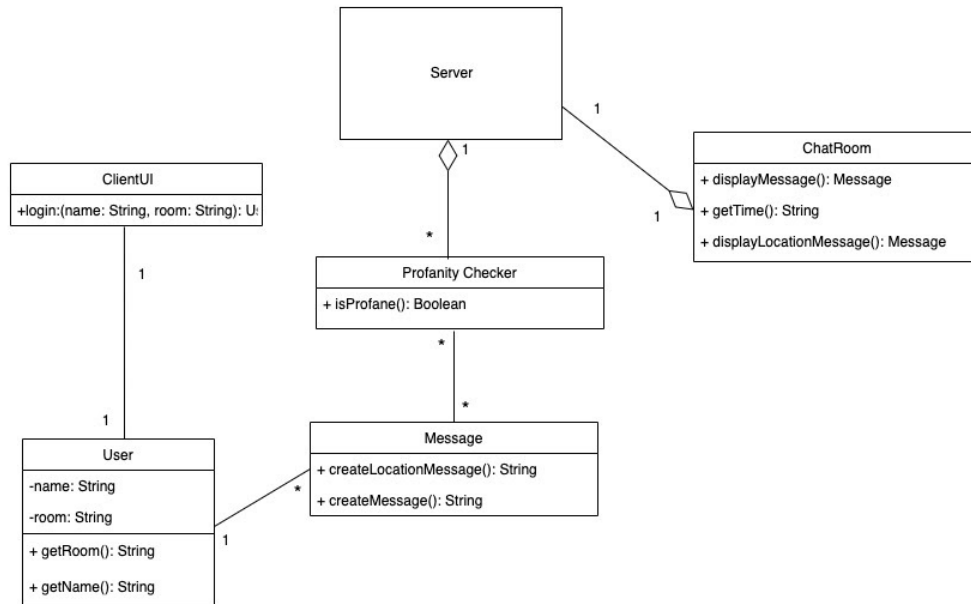 Server
1
1
ChatRoom
+ displayMessage(): Message
+ getTime(): String
+ displayLocationMessage(): Message
1
ClientUI
+login:(name: String, room: String): U
1
*
Profanity Checker
+ isProfane(): Boolean
*
*
1
User
-name: String
-room: String
+ getRoom(): String
+ getName(): String
Message
+ createLocationMessage(): String
+ createMessage(): String
*
1